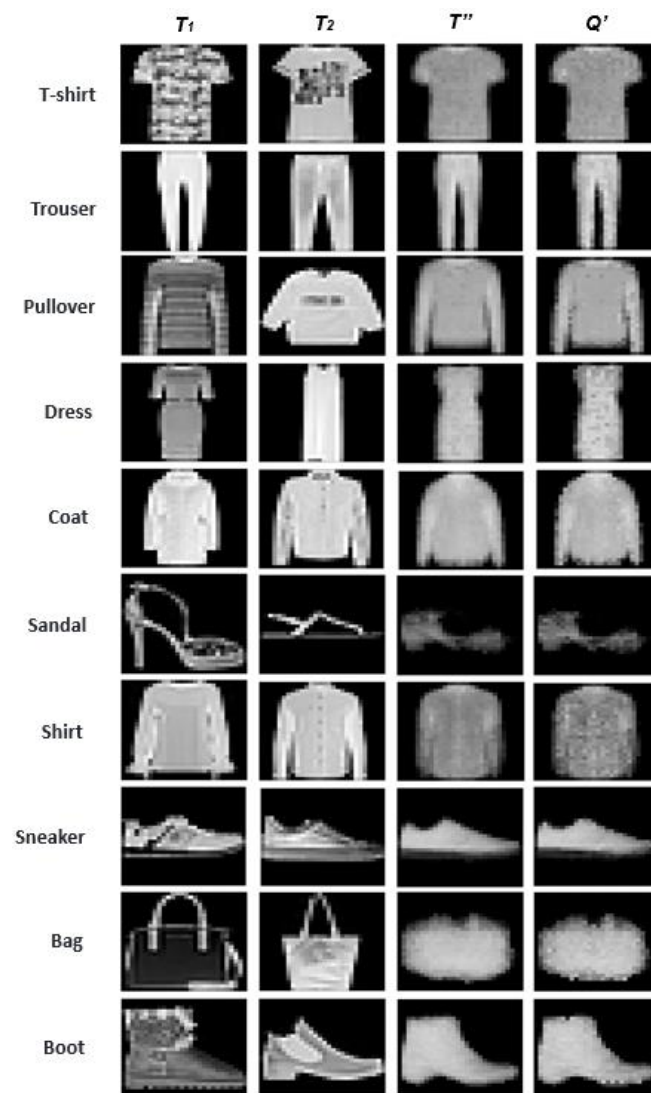 T1 T2 T" Q'
T-shirt
Trouser
Pullover
Dress
Coat
Sandal
Shirt
Sneaker
Bag
Boot